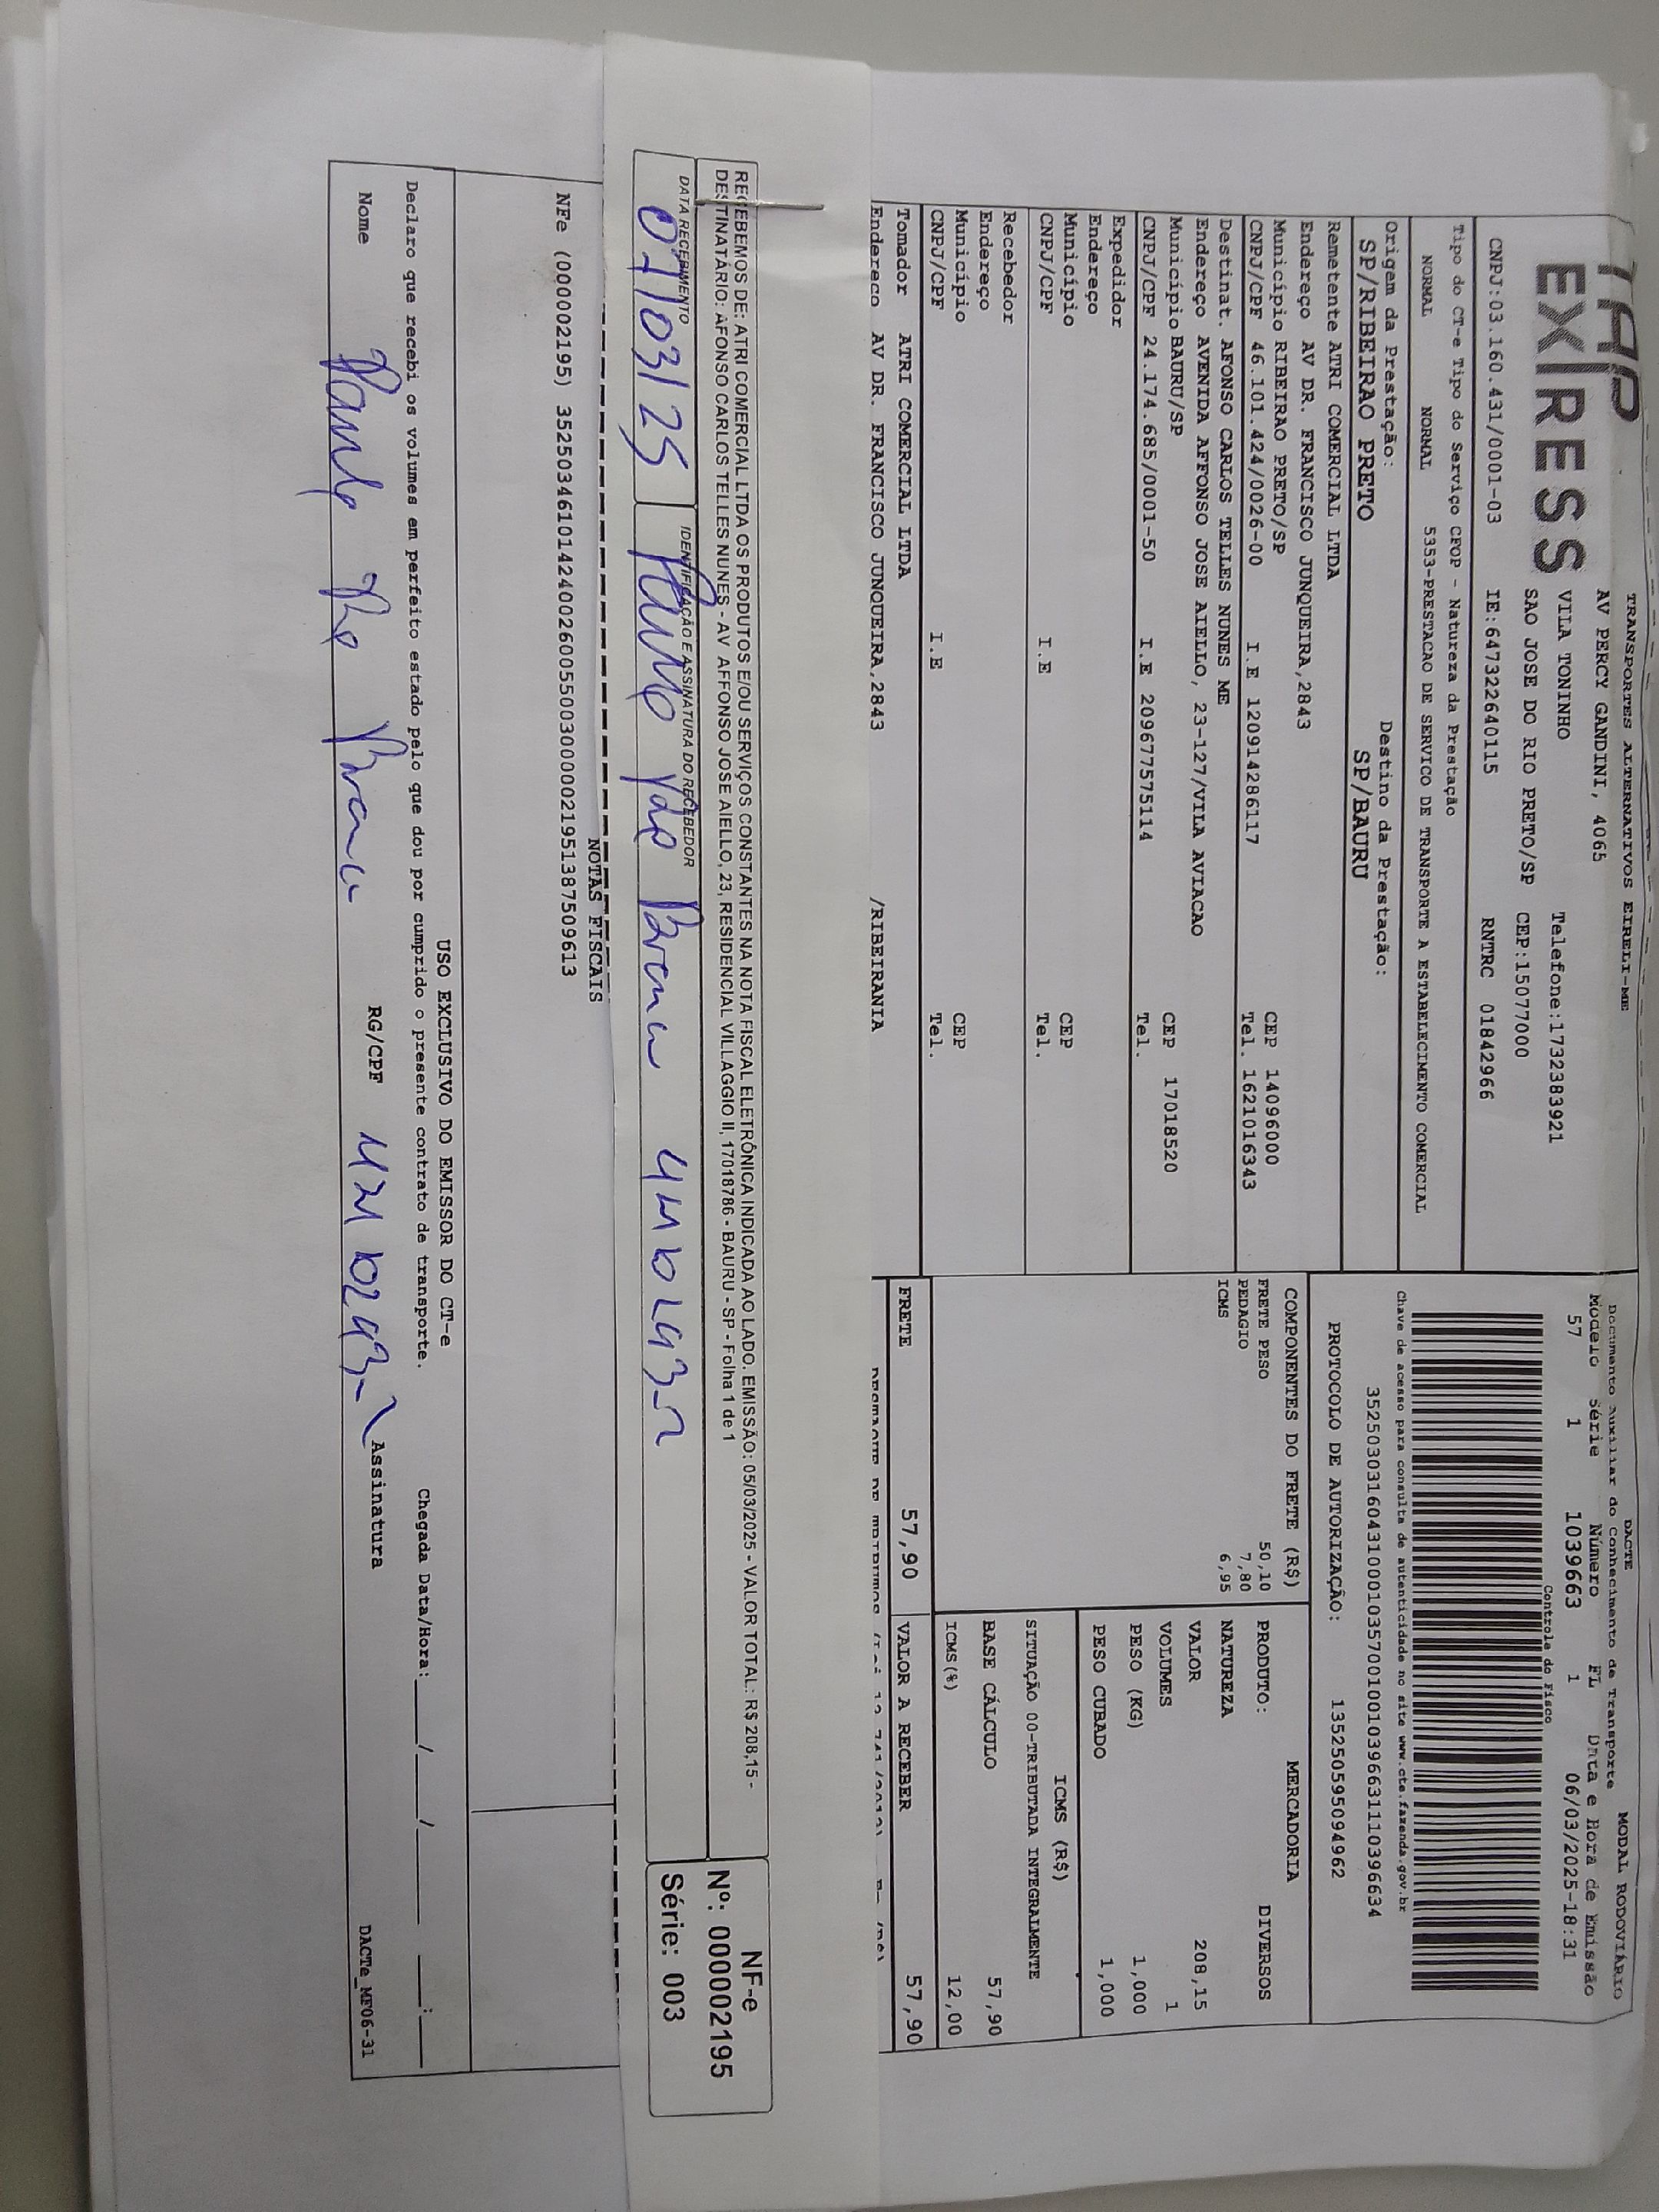 TRANSPORTES ALTERNATIVOS EIRELI-ME
TAP
EXPRESS
AV PERCY GANDINI, 4065
VILA TONINHO Telefone:1732383921
SAO JOSE DO RIO PRETO/SP CEP:15077000
CNPJ:03.160.431/0001-03 IE:647322640115 RNTRC 01842966
Tipo do CT-e Tipo do Serviço CFOP - Natureza da Prestação
NORMAL NORMAL 5353-PRESTACAO DE SERVICO DE TRANSPORTE A ESTABELECIMENTO COMERCIAL
Origem da Prestação: Destino da Prestação:
SP/RIBEIRAO PRETO SP/BAURU
Remetente ATRI COMERCIAL LTDA
Endereço AV DR. FRANCISCO JUNQUEIRA,2843
Município RIBEIRAO PRETO/SP CEP 14096000
CNPJ/CPF 46.101.424/0026-00 I.E 120914286117 Tel. 1621016343
Destinat. AFONSO CARLOS TELLES NUNES ME
Endereço AVENIDA AFFONSO JOSE AIELLO, 23-127/VILA AVIACAO
Município BAURU/SP CEP 17018520
CNPJ/CPF 24.174.685/0001-50 I.E 209677575114 Tel.
Expedidor
Endereço
Município CEP
CNPJ/CPF I.E Tel.
Recebedor
Endereço
Município CEP
CNPJ/CPF I.E Tel.
Tomador ATRI COMERCIAL LTDA
Endereço AV DR. FRANCISCO JUNQUEIRA,2843 /RIBEIRANIA
DACTE MODAL RODOVIÁRIO
Documento Auxiliar do Conhecimento de Transporte
Modelo Série Número FL Data e Hora de Emissão
57 1 1039663 1 06/03/2025-18:31
Controle do Fisco
Chave de acesso para consulta de autenticidade no site www.cte.fazenda.gov.br
35250303160431000103570010010396631110396634
PROTOCOLO DE AUTORIZAÇÃO: 135250595094962
COMPONENTES DO FRETE (R$)
FRETE PESO 50,10
PEDAGIO 7,80
ICMS 6,95
MERCADORIA
PRODUTO: DIVERSOS
NATUREZA
VALOR 208,15
VOLUMES 1
PESO (KG) 1,000
PESO CUBADO 1,000
ICMS (R$)
SITUAÇÃO 00-TRIBUTADA INTEGRALMENTE
BASE CÁLCULO 57,90
ICMS(%) 12,00
FRETE 57,90 VALOR A RECEBER 57,90
RECEBEMOS DE: ATRI COMERCIAL LTDA OS PRODUTOS E/OU SERVIÇOS CONSTANTES NA NOTA FISCAL ELETRÔNICA INDICADA AO LADO. EMISSÃO: 05/03/2025 - VALOR TOTAL: R$ 208,15 -
DESTINATÁRIO: AFONSO CARLOS TELLES NUNES - AV AFFONSO JOSE AIELLO, 23, RESIDENCIAL VILLAGGIO II, 17018786 - BAURU - SP - Folha 1 de 1
DATA RECEBIMENTO IDENTIFICAÇÃO E ASSINATURA DO RECEBEDOR
07/03/25
NF-e
Nº: 000002195
Série: 003
NOTAS FISCAIS
NFe (000002195) 35250346101424002600550030000021951387509613
USO EXCLUSIVO DO EMISSOR DO CT-e
Declaro que recebi os volumes em perfeito estado pelo que dou por cumprido o presente contrato de transporte. Chegada Data/Hora:___/___/____ __:__
Nome RG/CPF Assinatura
DACTe_MF06-31